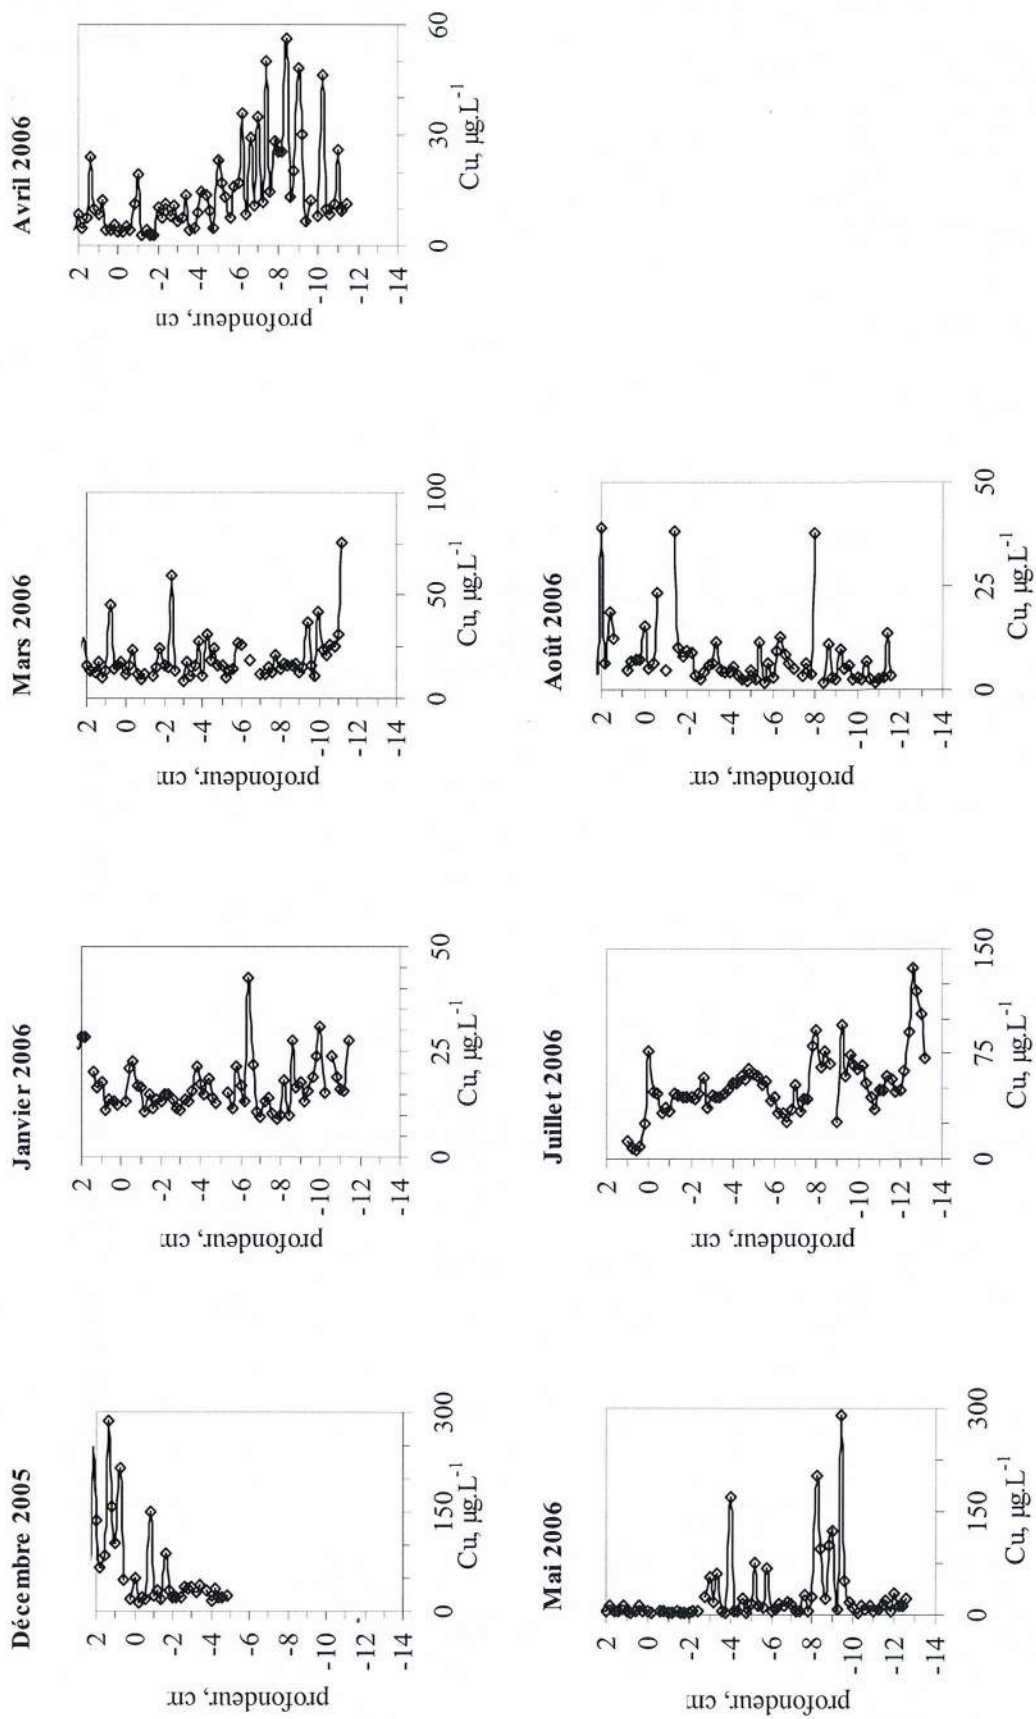 Décembre 2005
profondeur, cm
2
0
-2
-4
-6
-8
-10
-12
-14
0 150 300
Cu, µg.L⁻¹
Janvier 2006
profondeur, cm
2
0
-2
-4
-6
-8
-10
-12
-14
0 25 50
Cu, µg.L⁻¹
Mars 2006
profondeur, cm
2
0
-2
-4
-6
-8
-10
-12
-14
0 50 100
Cu, µg.L⁻¹
Avril 2006
profondeur, cn
2
0
-2
-4
-6
-8
-10
-12
-14
0 30 60
Cu, µg.L⁻¹
Mai 2006
profondeur, cm
2
0
-2
-4
-6
-8
-10
-12
-14
0 150 300
Cu, µg.L⁻¹
Juillet 2006
profondeur, cm
2
0
-2
-4
-6
-8
-10
-12
-14
0 75 150
Cu, µg.L⁻¹
Août 2006
profondeur, cm
2
0
-2
-4
-6
-8
-10
-12
-14
0 25 50
Cu, µg.L⁻¹